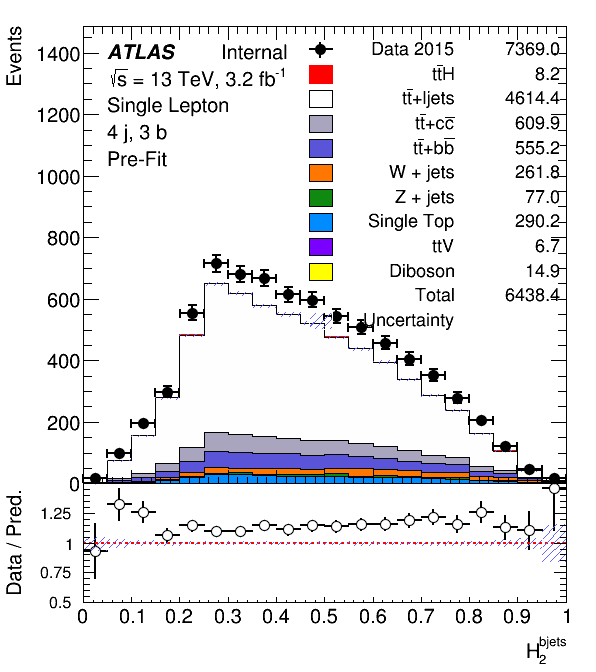 Events
1400
1200
1000
800
600
400
200
0
ATLAS Internal
√s = 13 TeV, 3.2 fb⁻¹
Single Lepton
4 j, 3 b
Pre-Fit
Data 2015 7369.0
tt̄H 8.2
tt̄+ljets 4614.4
tt̄+cc̄ 609.9
tt̄+bb̄ 555.2
W + jets 261.8
Z + jets 77.0
Single Top 290.2
ttV 6.7
Diboson 14.9
Total 6438.4
Uncertainty
Data / Pred.
1.25
1
0.75
0.5
0 0.1 0.2 0.3 0.4 0.5 0.6 0.7 0.8 0.9 1
H₂ᵇʲᵉᵗˢ